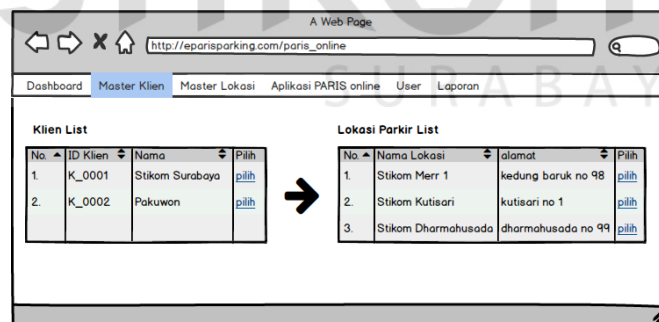 A Web Page
http://eparisparking.com/paris_online
Dashboard Master Klien Master Lokasi Aplikasi PARIS online User Laporan
SURABAY
Klien List
No. ID Klien Nama Pilih
1. K_0001 Stikom Surabaya pilih
2. K_0002 Pakuwon pilih
Lokasi Parkir List
No. Nama Lokasi alamat Pilih
1. Stikom Merr 1 kedung baruk no 98 pilih
2. Stikom Kutisari kutisari no 1 pilih
3. Stikom Dharmahusada dharmahusada no 99 pilih